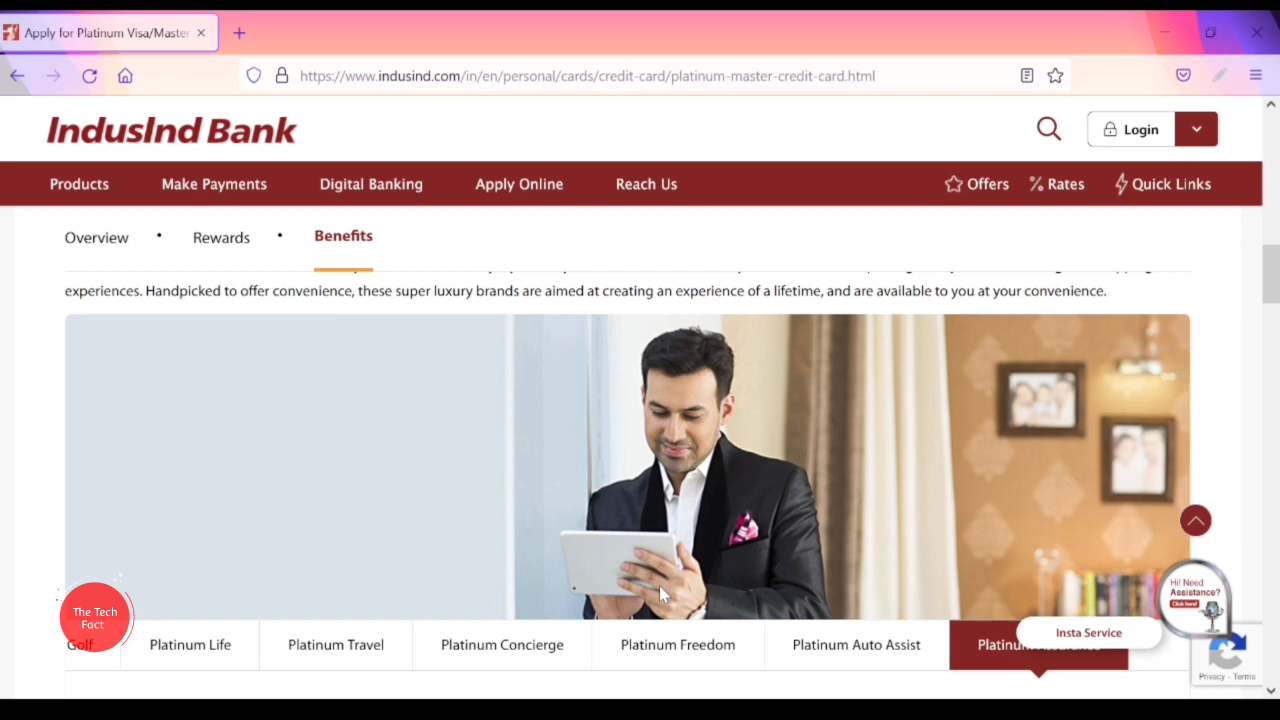 Apply for Platinum Visa/Master
https://www.indusind.com/in/en/personal/cards/credit-card/platinum-master-credit-card.html
IndusInd Bank
Login
Products Make Payments Digital Banking Apply Online Reach Us Offers Rates Quick Links
Overview • Rewards • Benefits
experiences. Handpicked to offer convenience, these super luxury brands are aimed at creating an experience of a lifetime, and are available to you at your convenience.
Hi! Need
Assistance?
Click here!
The Tech
Fact
Insta Service
Golf Platinum Life Platinum Travel Platinum Concierge Platinum Freedom Platinum Auto Assist Platinum
Privacy - Terms